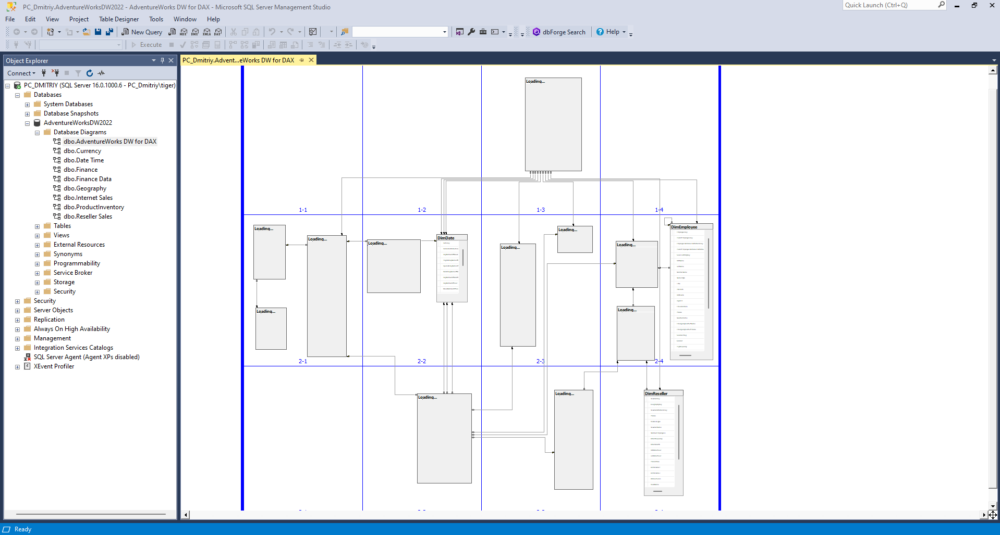 PC_Dmitriy.AdventureWorksDW2022 - AdventureWorks DW for DAX - Microsoft SQL Server Management Studio
Quick Launch (Ctrl+Q)
File Edit View Project Table Designer Tools Window Help
New Query
MDX DMX XMLA DAX
dbForge Search
Help
Execute
Object Explorer
PC_Dmitriy.Advent...eWorks DW for DAX
Connect
PC_DMITRIY (SQL Server 16.0.1000.6 - PC_Dmitriy\tiger)
Databases
System Databases
Database Snapshots
AdventureWorksDW2022
Database Diagrams
dbo.AdventureWorks DW for DAX
dbo.Currency
dbo.Date Time
dbo.Finance
dbo.Finance Data
dbo.Geography
dbo.Internet Sales
dbo.ProductInventory
dbo.Reseller Sales
Tables
Views
External Resources
Synonyms
Programmability
Service Broker
Storage
Security
Security
Server Objects
Replication
Always On High Availability
Management
Integration Services Catalogs
SQL Server Agent (Agent XPs disabled)
XEvent Profiler
Loading...
1-1 1-2 1-3 1-4
Loading...
Loading...
Loading...
DimDate
Loading...
Loading...
Loading...
DimEmployee
Loading...
Loading...
2-1 2-2 2-3 2-4
Loading...
Loading...
DimReseller
Ready